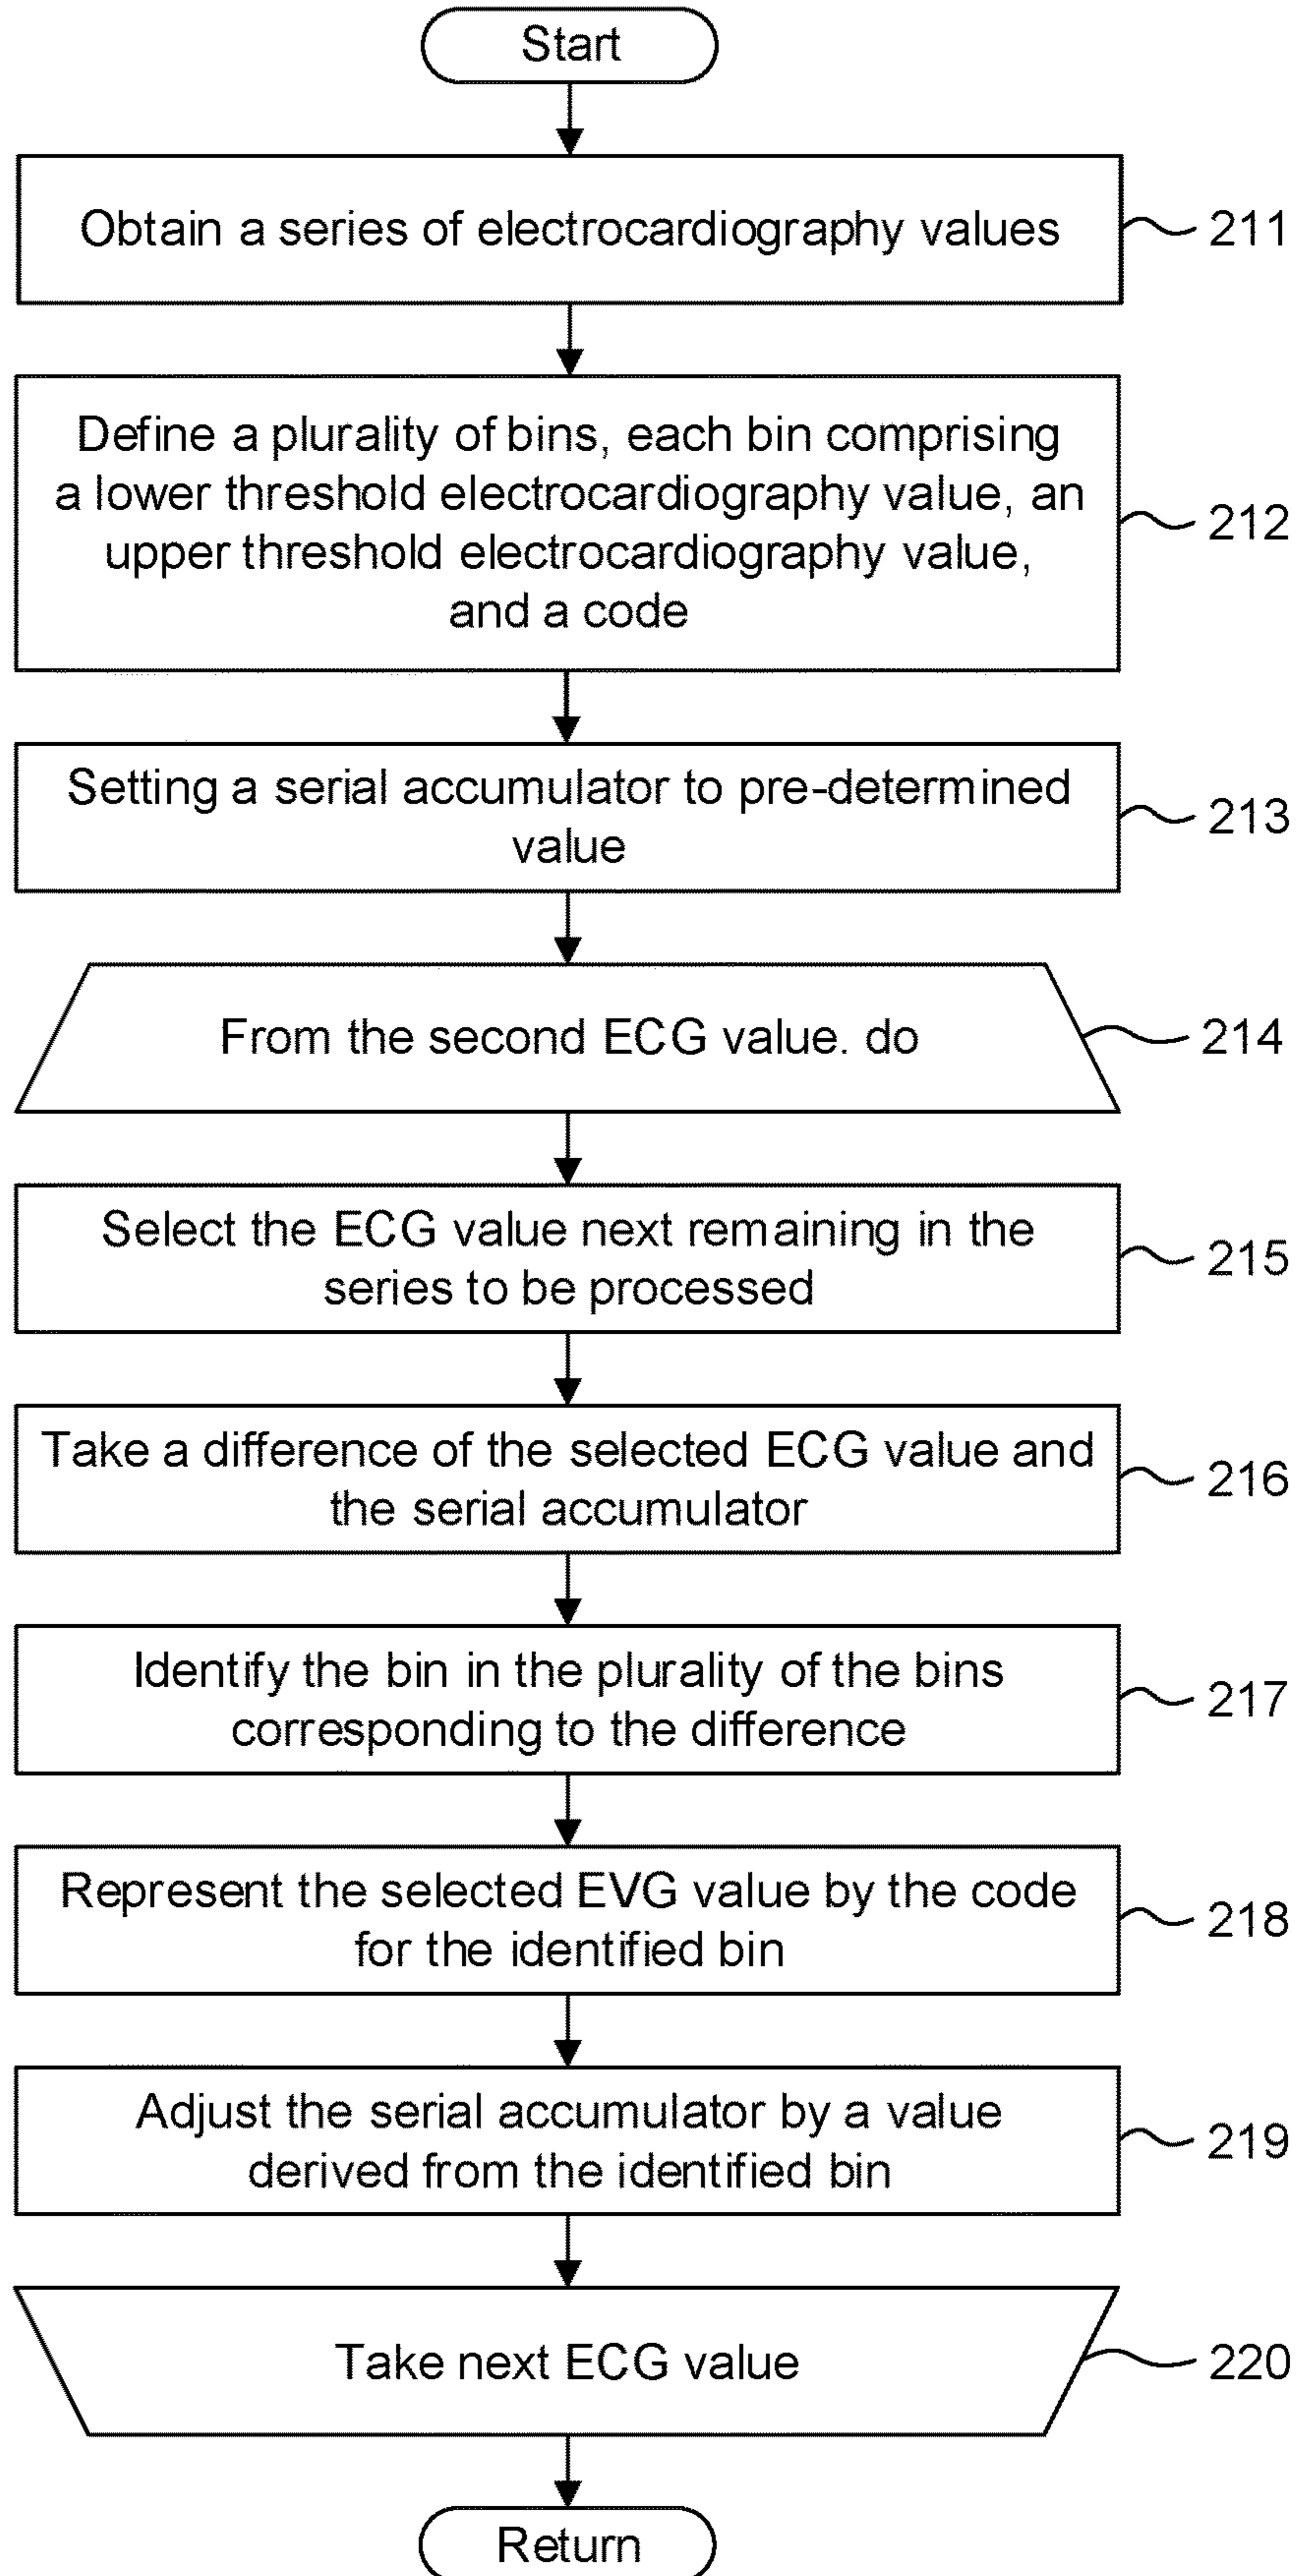 Start
Obtain a series of electrocardiography values
211
Define a plurality of bins, each bin comprising
a lower threshold electrocardiography value, an
upper threshold electrocardiography value,
and a code
212
Setting a serial accumulator to pre-determined
value
213
From the second ECG value. do
214
Select the ECG value next remaining in the
series to be processed
215
Take a difference of the selected ECG value and
the serial accumulator
216
Identify the bin in the plurality of the bins
corresponding to the difference
217
Represent the selected EVG value by the code
for the identified bin
218
Adjust the serial accumulator by a value
derived from the identified bin
219
Take next ECG value
220
Return